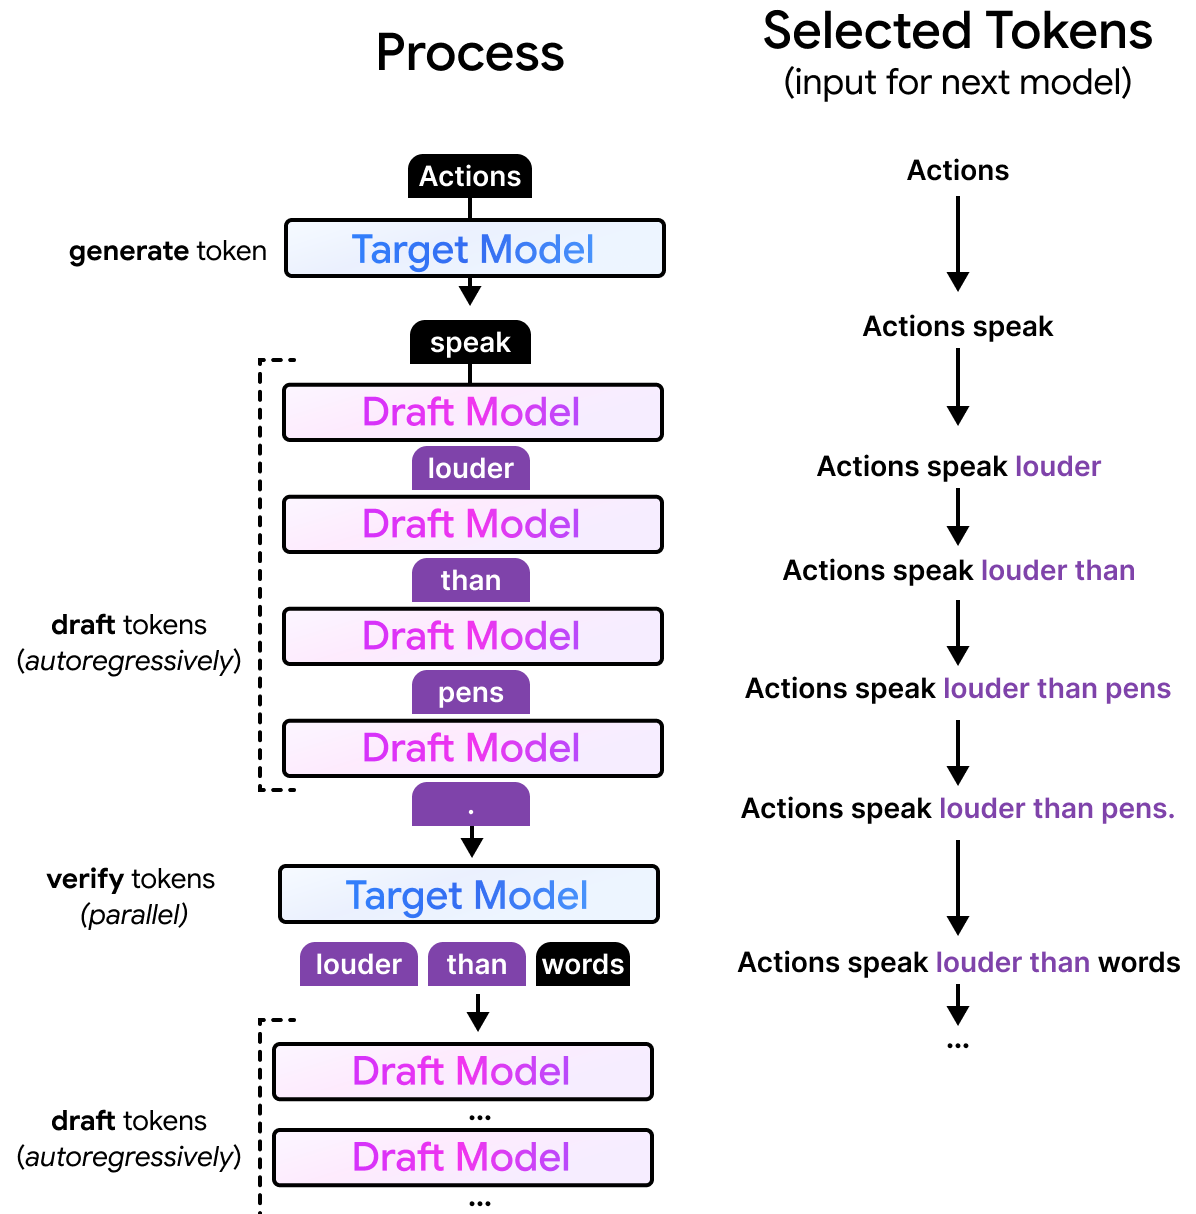 Process
Selected Tokens
(input for next model)
Actions
Actions
generate token
Target Model
speak
Actions speak
Draft Model
louder
Actions speak louder
Draft Model
than
Actions speak louder than
draft tokens
(autoregressively)
Draft Model
pens
Actions speak louder than pens
Draft Model
.
Actions speak louder than pens.
verify tokens
(parallel)
Target Model
louder than words
Actions speak louder than words
...
draft tokens
(autoregressively)
Draft Model
...
Draft Model
...